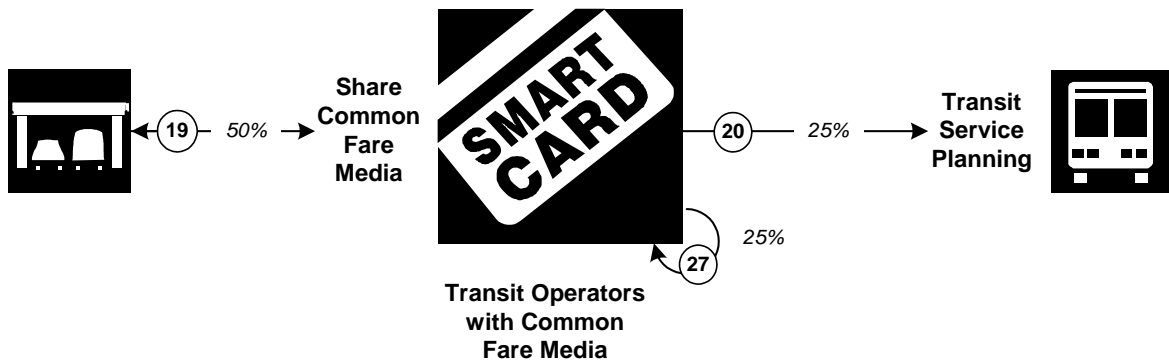 19
50%
Share
Common
Fare
Media
SMART
CARD
20
25%
Transit
Service
Planning
27
25%
Transit Operators
with Common
Fare Media